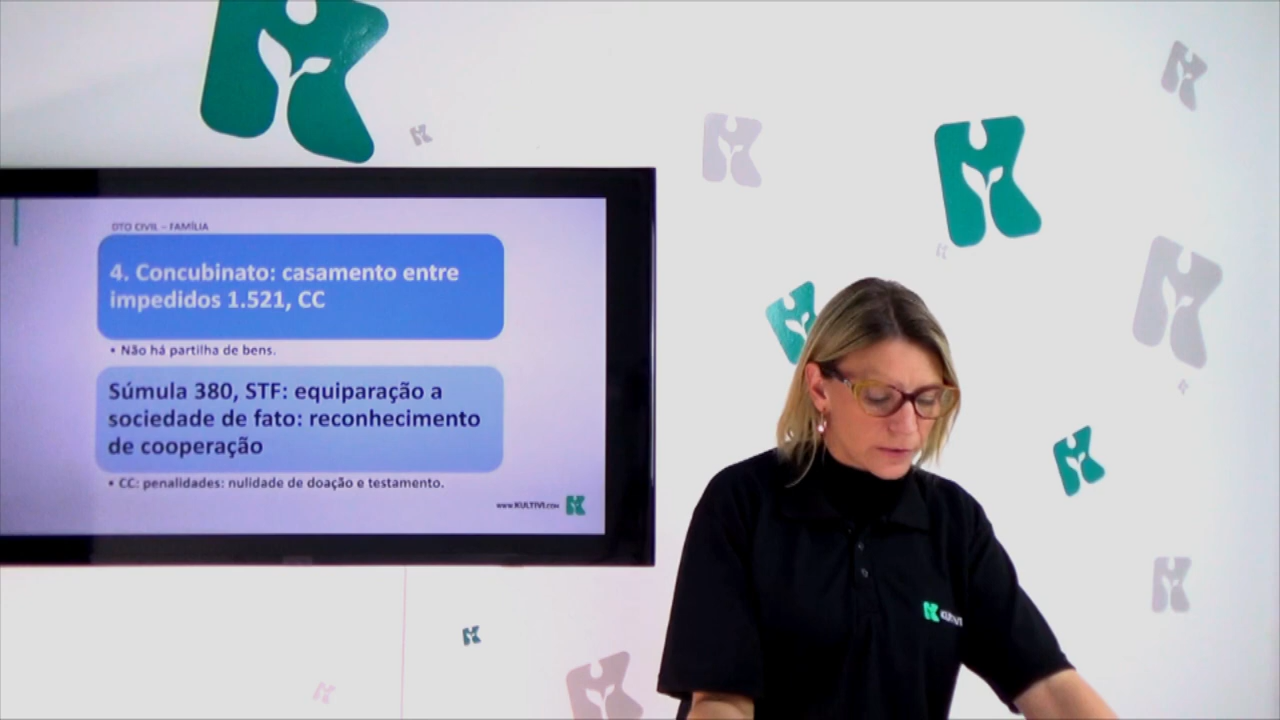 DTO CIVIL – FAMÍLIA
4. Concubinato: casamento entre
impedidos 1.521, CC
• Não há partilha de bens.
Súmula 380, STF: equiparação a
sociedade de fato: reconhecimento
de cooperação
• CC: penalidades: nulidade de doação e testamento.
www.KULTIVI.com